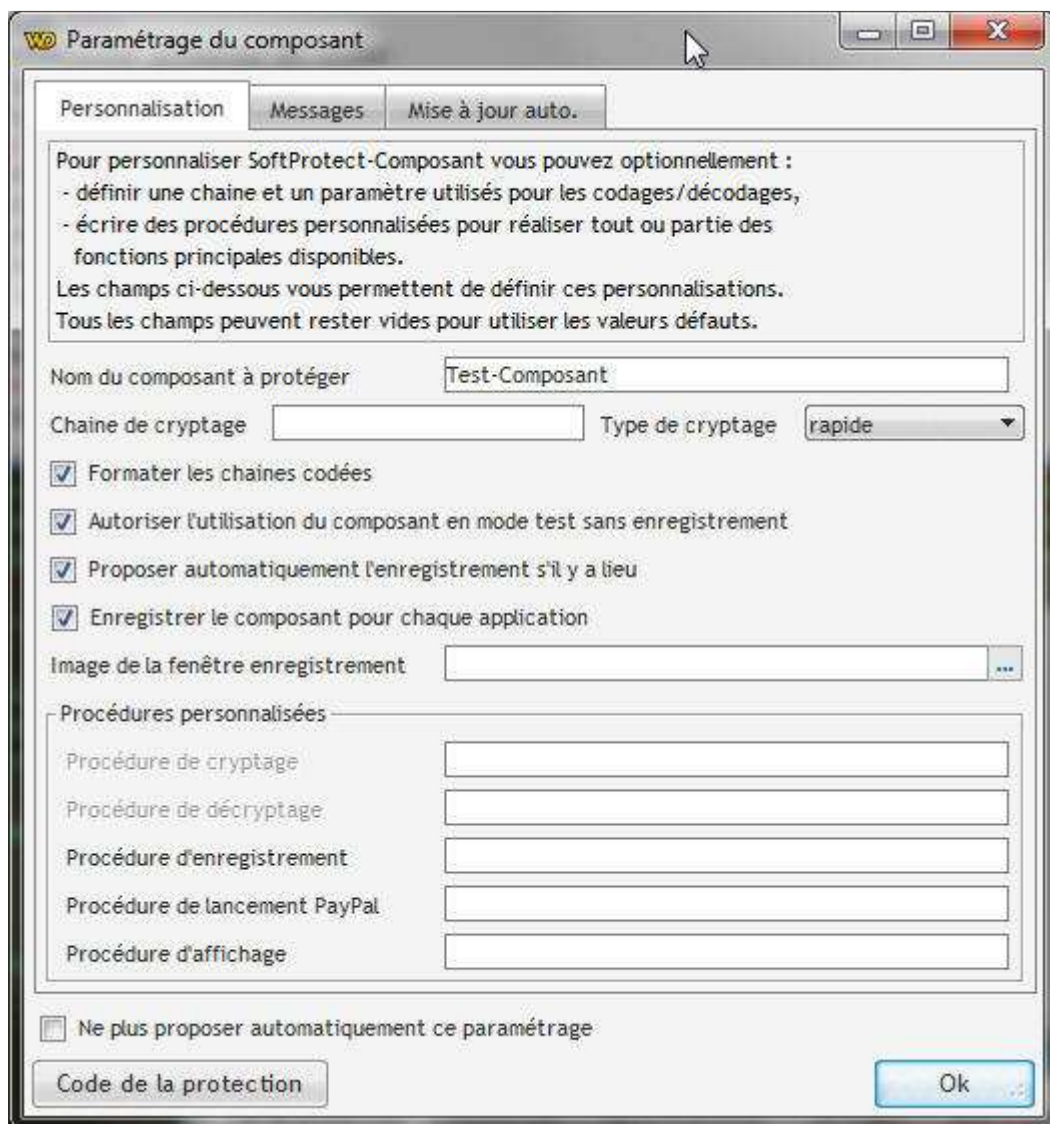 WD Paramétrage du composant
Personnalisation Messages Mise à jour auto.
Pour personnaliser SoftProtect-Composant vous pouvez optionnellement :
- définir une chaine et un paramètre utilisés pour les codages/décodages,
- écrire des procédures personnalisées pour réaliser tout ou partie des
fonctions principales disponibles.
Les champs ci-dessous vous permettent de définir ces personnalisations.
Tous les champs peuvent rester vides pour utiliser les valeurs défauts.
Nom du composant à protéger Test-Composant
Chaine de cryptage Type de cryptage rapide
Formater les chaines codées
Autoriser l'utilisation du composant en mode test sans enregistrement
Proposer automatiquement l'enregistrement s'il y a lieu
Enregistrer le composant pour chaque application
Image de la fenêtre enregistrement ...
Procédures personnalisées
Procédure de cryptage
Procédure de décryptage
Procédure d'enregistrement
Procédure de lancement PayPal
Procédure d'affichage
Ne plus proposer automatiquement ce paramétrage
Code de la protection Ok